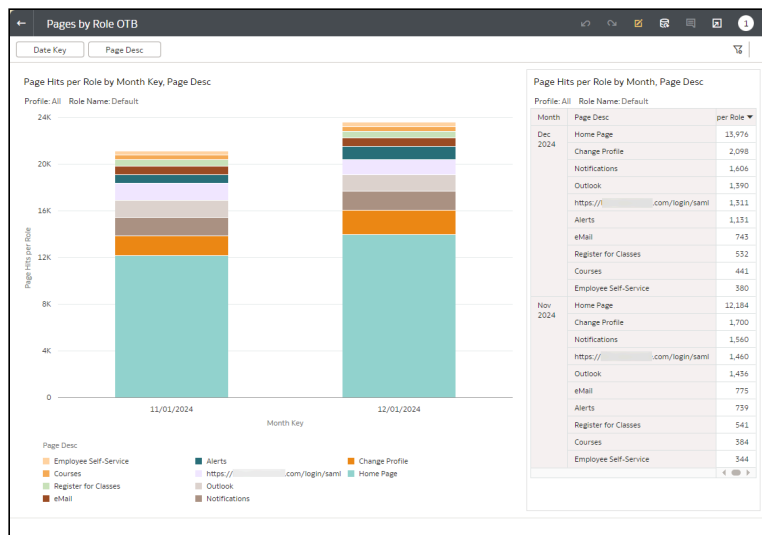 Pages by Role OTB
1
Date Key
Page Desc
Page Hits per Role by Month Key, Page Desc
Profile: All Role Name: Default
24K
20K
16K
12K
8K
4K
0
Page Hits per Role
11/01/2024
12/01/2024
Month Key
Page Desc
Employee Self-Service
Alerts
Change Profile
Courses
https:// .com/login/saml
Home Page
Register for Classes
Outlook
eMail
Notifications
Page Hits per Role by Month, Page Desc
Profile: All Role Name: Default
Month Page Desc per Role
Dec 2024 Home Page 13,976
Change Profile 2,098
Notifications 1,606
Outlook 1,390
https:// .com/login/saml 1,311
Alerts 1,131
eMail 743
Register for Classes 532
Courses 441
Employee Self-Service 380
Nov 2024 Home Page 12,184
Change Profile 1,700
Notifications 1,560
https:// .com/login/saml 1,460
Outlook 1,436
eMail 775
Alerts 739
Register for Classes 541
Courses 384
Employee Self-Service 344